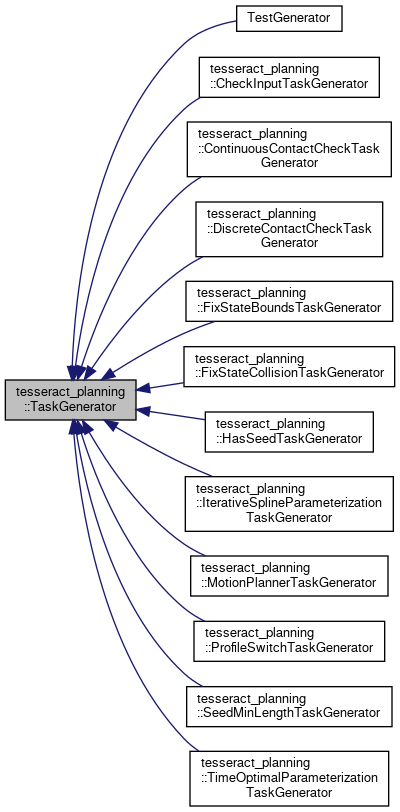 TestGenerator
tesseract_planning
::CheckInputTaskGenerator
tesseract_planning
::ContinuousContactCheckTask
Generator
tesseract_planning
::DiscreteContactCheckTask
Generator
tesseract_planning
::FixStateBoundsTaskGenerator
tesseract_planning
::FixStateCollisionTaskGenerator
tesseract_planning
::TaskGenerator
tesseract_planning
::HasSeedTaskGenerator
tesseract_planning
::IterativeSplineParameterization
TaskGenerator
tesseract_planning
::MotionPlannerTaskGenerator
tesseract_planning
::ProfileSwitchTaskGenerator
tesseract_planning
::SeedMinLengthTaskGenerator
tesseract_planning
::TimeOptimalParameterization
TaskGenerator